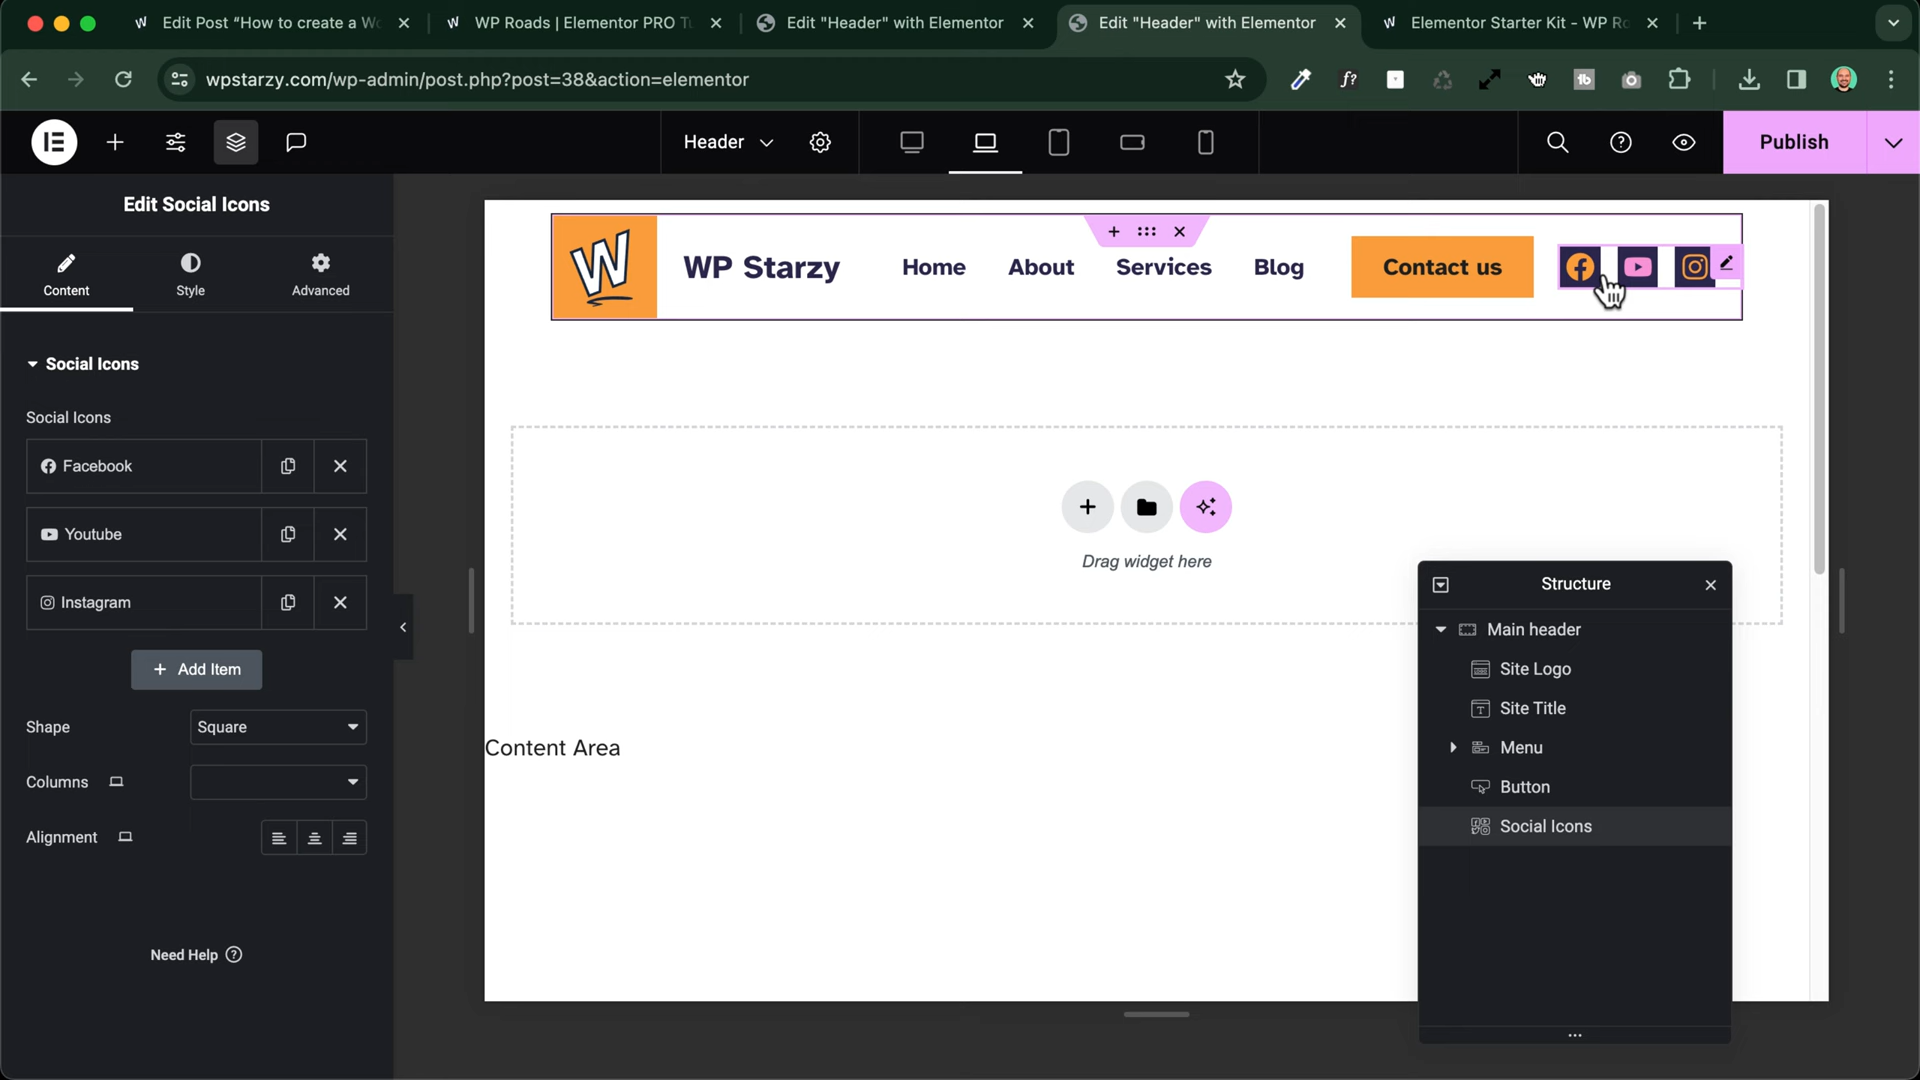 Edit Post “How to create a Wo
WP Roads | Elementor PRO Tu
Edit "Header" with Elementor
Edit "Header" with Elementor
Elementor Starter Kit - WP Ro
wpstarzy.com/wp-admin/post.php?post=38&action=elementor
Header
Publish
Edit Social Icons
Content
Style
Advanced
W
WP Starzy
Home
About
Services
Blog
Contact us
Social Icons
Social Icons
Facebook
Youtube
Instagram
+ Add Item
Shape
Square
Columns
Alignment
Need Help
Drag widget here
Content Area
Structure
Main header
Site Logo
Site Title
Menu
Button
Social Icons